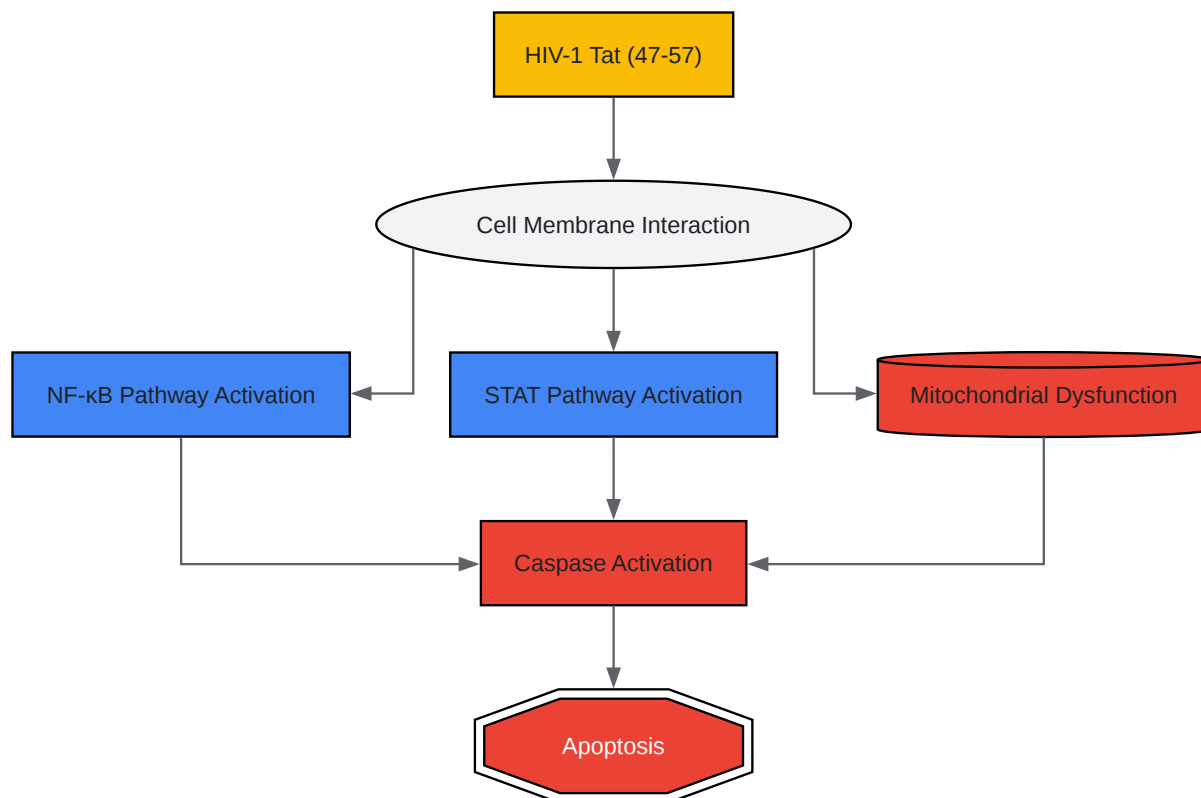 HIV-1 Tat (47-57)
Cell Membrane Interaction
NF-κB Pathway Activation
STAT Pathway Activation
Mitochondrial Dysfunction
Caspase Activation
Apoptosis